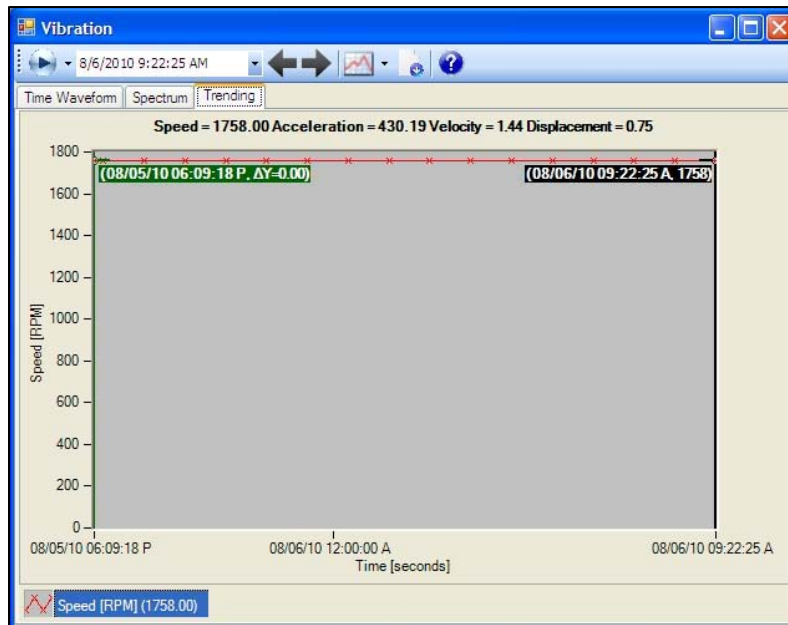 Vibration
8/6/2010 9:22:25 AM
Time Waveform Spectrum Trending
Speed = 1758.00 Acceleration = 430.19 Velocity = 1.44 Displacement = 0.75
1800
(08/05/10 06:09:18 P, ΔY=0.00) (08/06/10 09:22:25 A, 1758)
1600
1400
1200
1000
800
600
400
200
0
Speed [RPM]
08/05/10 06:09:18 P 08/06/10 12:00:00 A 08/06/10 09:22:25 A
Time [seconds]
Speed [RPM] (1758.00)